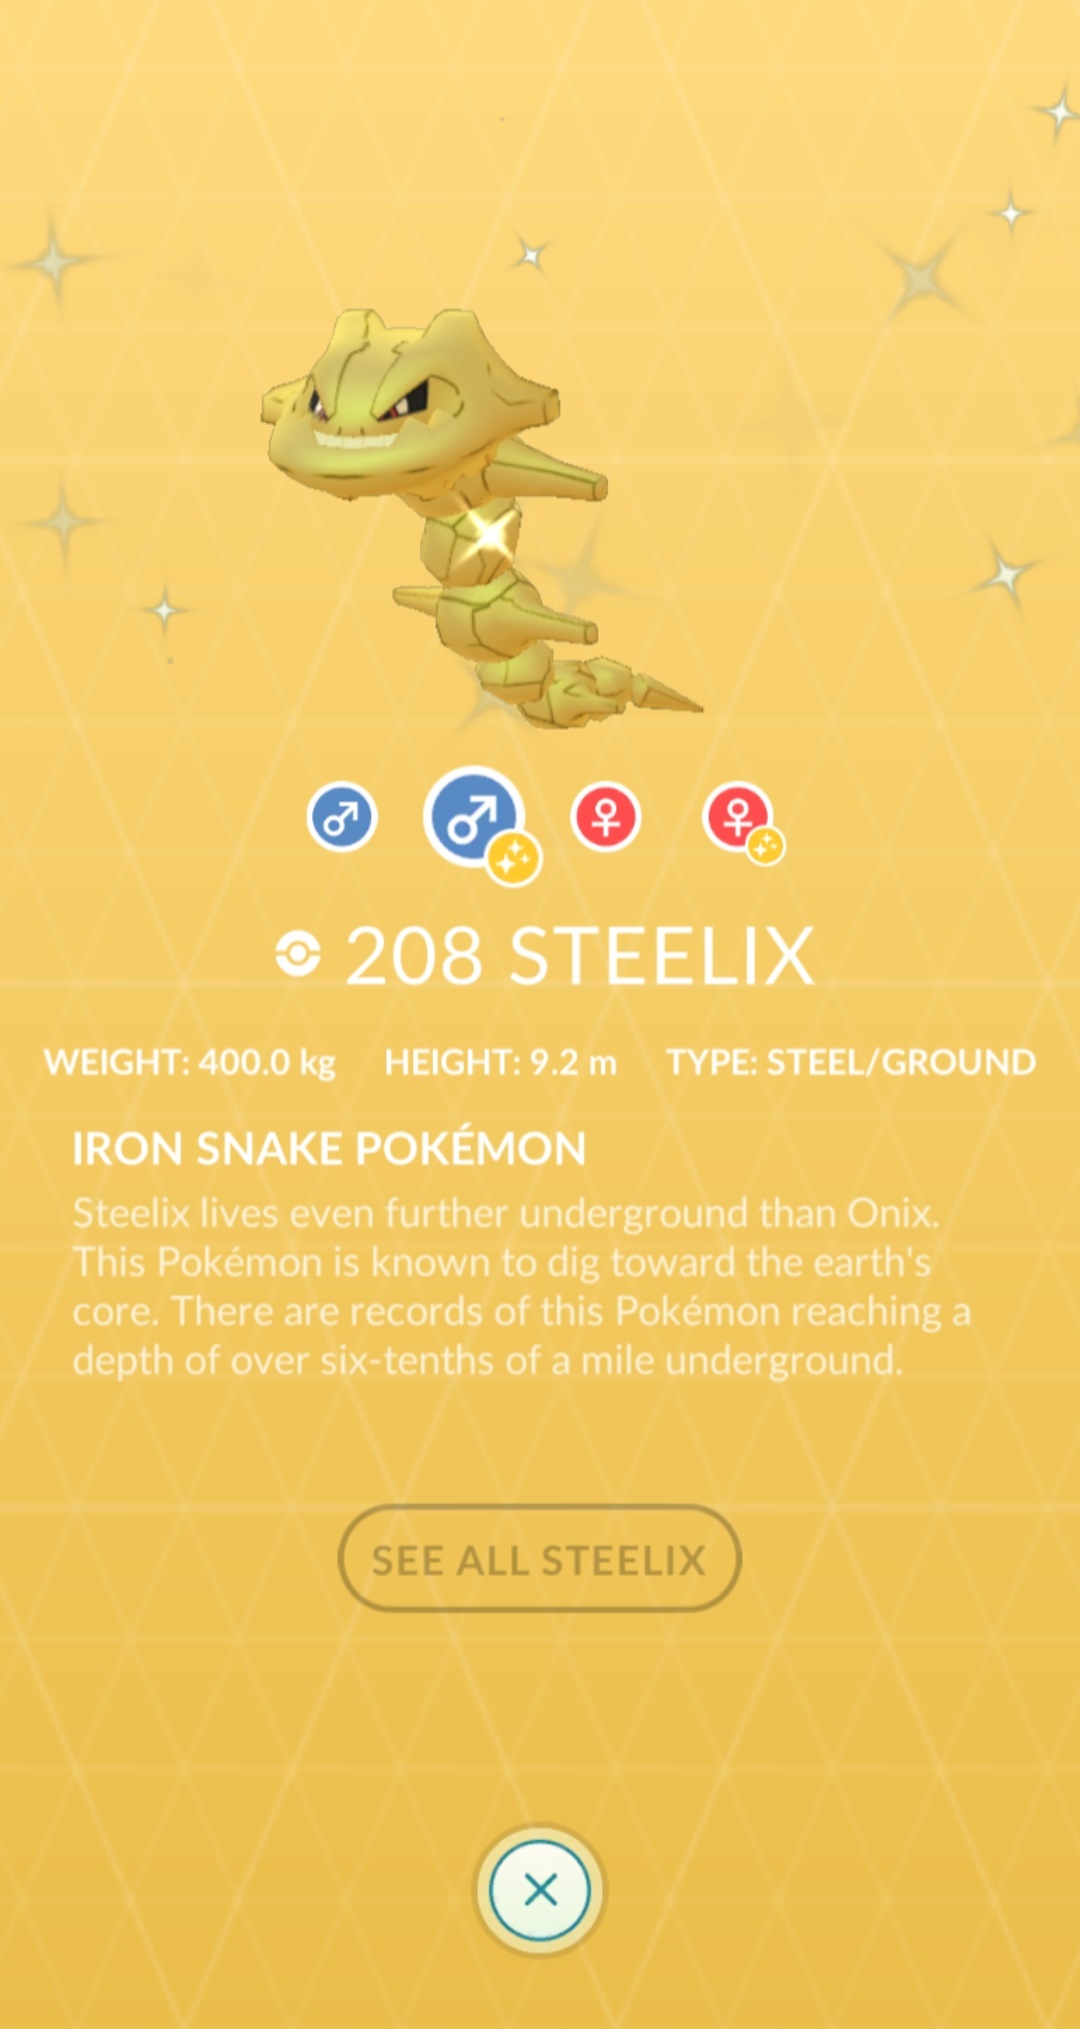 208 STEELIX
WEIGHT: 400.0 kg HEIGHT: 9.2 m TYPE: STEEL/GROUND
IRON SNAKE POKÉMON
Steelix lives even further underground than Onix.
This Pokémon is known to dig toward the earth's
core. There are records of this Pokémon reaching a
depth of over six-tenths of a mile underground.
SEE ALL STEELIX